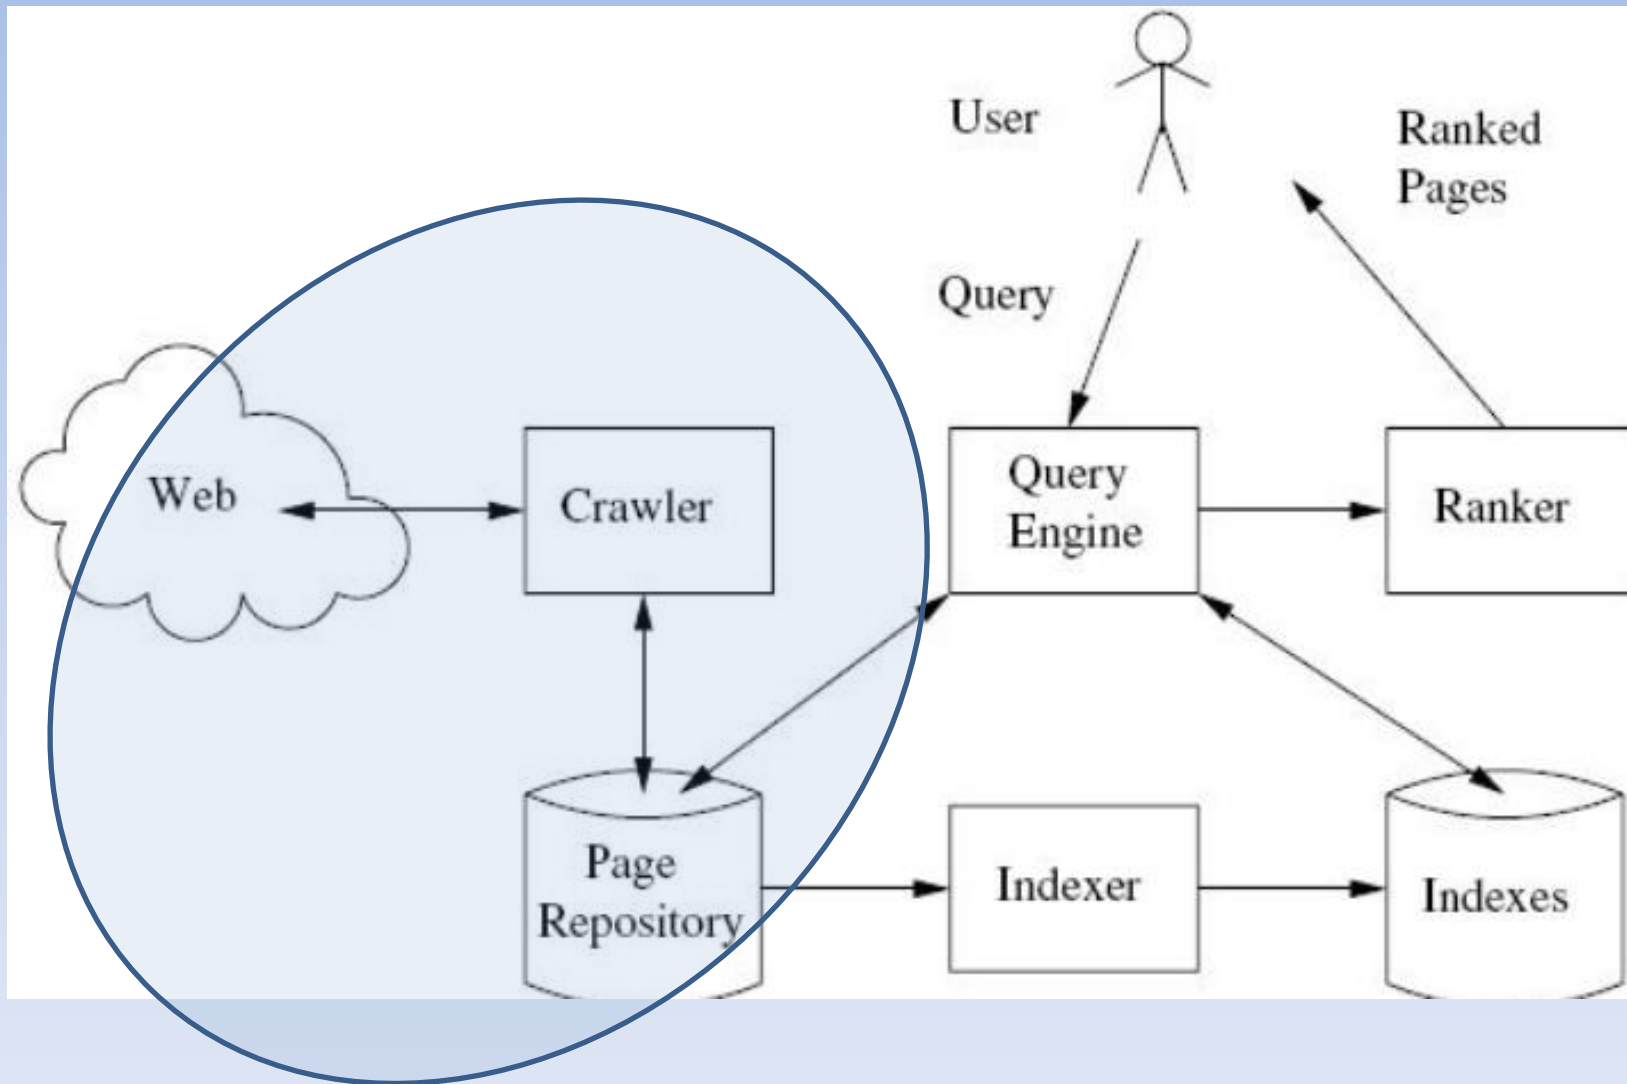 User
Ranked
Pages
Query
Web
Crawler
Query
Engine
Ranker
Page
Repository
Indexer
Indexes